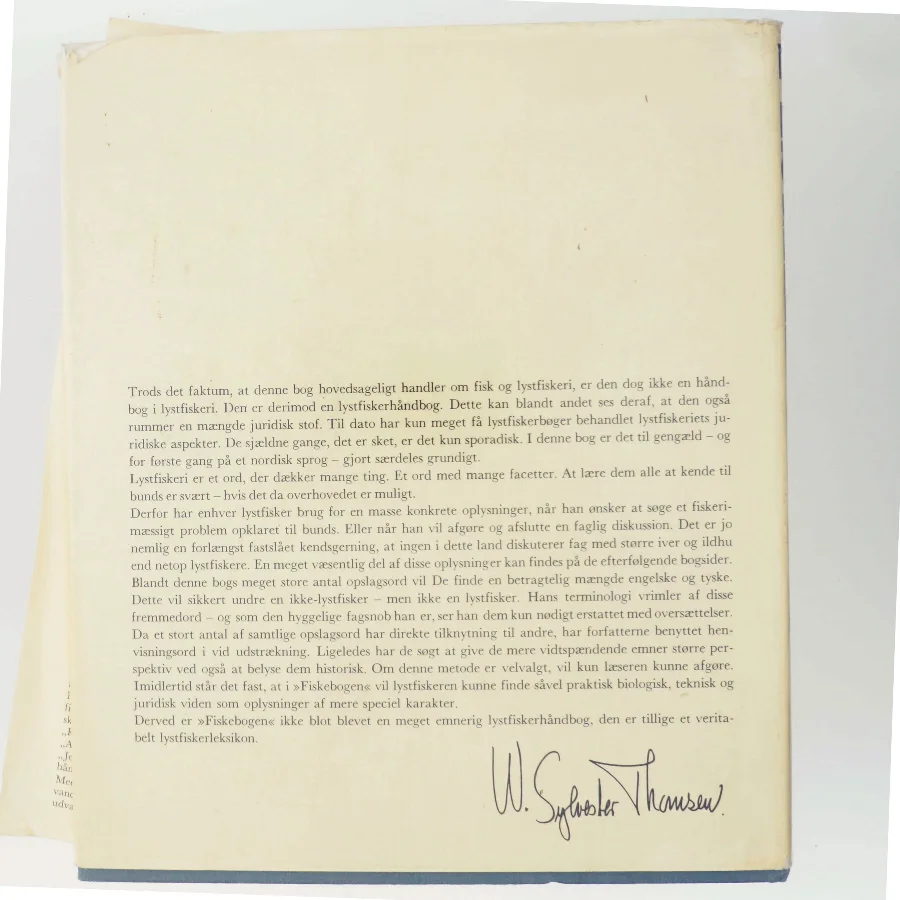 Trods det faktum, at denne bog hovedsageligt handler om fisk og lystfiskeri, er den dog ikke en hånd-
bog i lystfiskeri. Den er derimod en lystfiskerhåndbog. Dette kan blandt andet ses deraf, at den også
rummer en mængde juridisk stof. Til dato har kun meget få lystfiskerbøger behandlet lystfiskeriets ju-
ridiske aspekter. De sjældne gange, det er sket, er det kun sporadisk. I denne bog er det til gengæld – og
for første gang på et nordisk sprog – gjort særdeles grundigt.
Lystfiskeri er et ord, der dækker mange ting. Et ord med mange facetter. At lære dem alle at kende til
bunds er svært – hvis det da overhovedet er muligt.
Derfor har enhver lystfisker brug for en masse konkrete oplysninger, når han ønsker at søge et fiskeri-
mæssigt problem opklaret til bunds. Eller når han vil afgøre og afslutte en faglig diskussion. Det er jo
nemlig en forlængst fastslået kendsgerning, at ingen i dette land diskuterer fag med større iver og ildhu
end netop lystfiskere. En meget væsentlig del af disse oplysninger kan findes på de efterfølgende bogsider.
Blandt denne bogs meget store antal opslagsord vil De finde en betragtelig mængde engelske og tyske.
Dette vil sikkert undre en ikke-lystfisker – men ikke en lystfisker. Hans terminologi vrimler af disse
fremmedord – og som den hyggelige fagsnob han er, ser han dem kun nødigt erstattet med oversættelser.
Da et stort antal af samtlige opslagsord har direkte tilknytning til andre, har forfatterne benyttet hen-
visningsord i vid udstrækning. Ligeledes har de søgt at give de mere vidtspændende emner større per-
spektiv ved også at belyse dem historisk. Om denne metode er velvalgt, vil kun læseren kunne afgøre.
Imidlertid står det fast, at i »Fiskebogen« vil lystfiskeren kunne finde såvel praktisk biologisk, teknisk og
juridisk viden som oplysninger af mere speciel karakter.
Derved er »Fiskebogen« ikke blot blevet en meget emnerig lystfiskerhåndbog, den er tillige et verita-
belt lystfiskerleksikon.
W. Sylvester Thomsen.